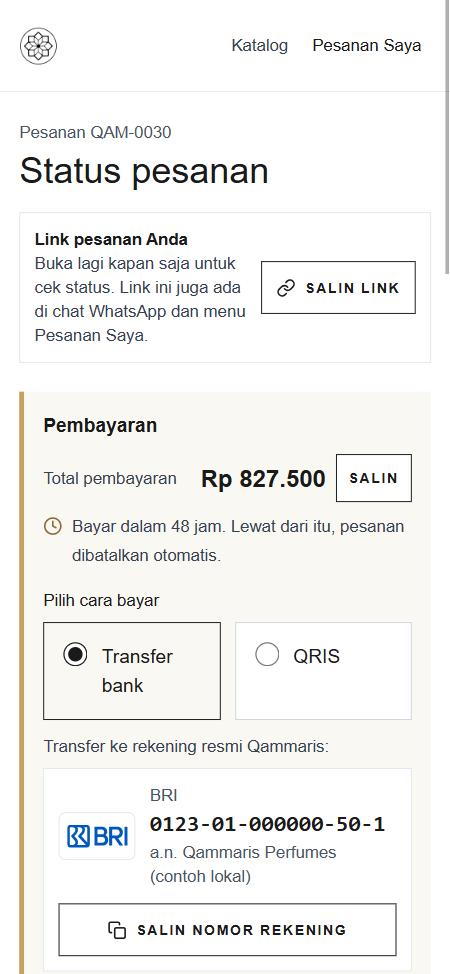 Katalog Pesanan Saya
Pesanan QAM-0030
Status pesanan
Link pesanan Anda
Buka lagi kapan saja untuk
cek status. Link ini juga ada
di chat WhatsApp dan menu
Pesanan Saya.
SALIN LINK
Pembayaran
Total pembayaran Rp 827.500 SALIN
Bayar dalam 48 jam. Lewat dari itu, pesanan
dibatalkan otomatis.
Pilih cara bayar
Transfer
bank
QRIS
Transfer ke rekening resmi Qammaris:
BRI
BRI
0123-01-000000-50-1
a.n. Qammaris Perfumes
(contoh lokal)
SALIN NOMOR REKENING